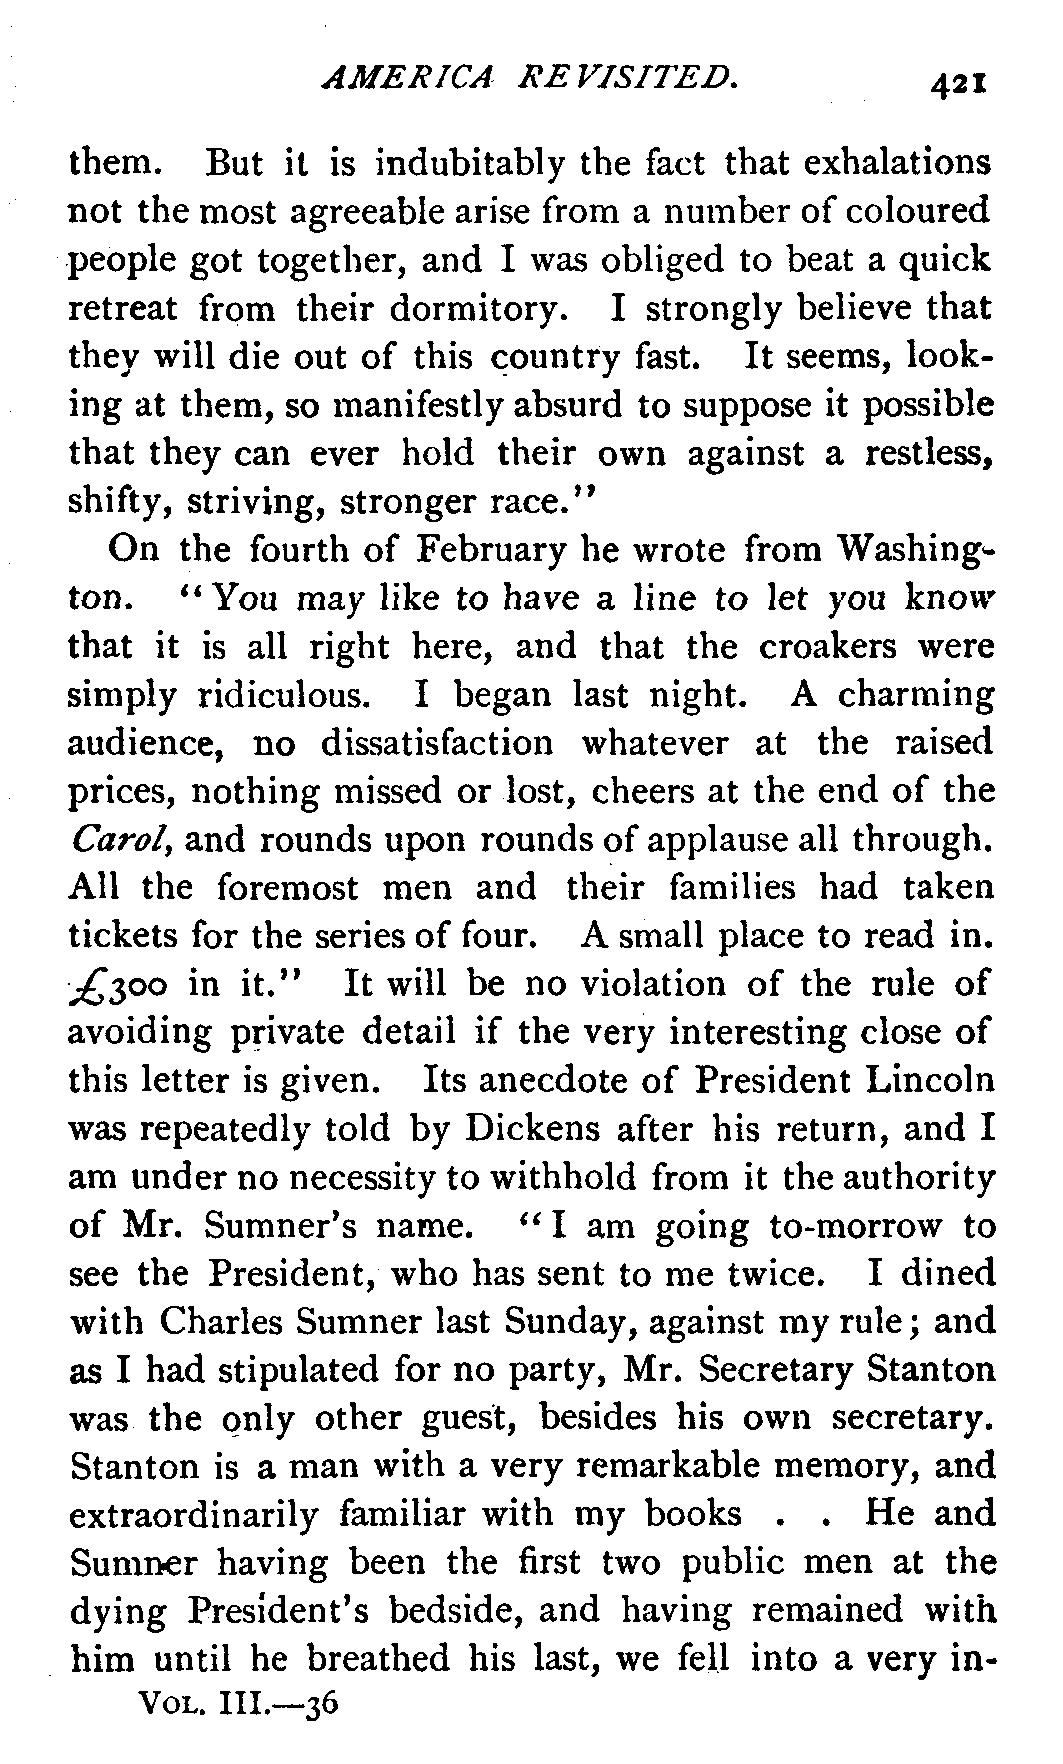 AMERICA REVISITED. 421
them. But it is indubitably the fact that exhalations
not the most agreeable arise from a number of coloured
people got together, and I was obliged to beat a quick
retreat from their dormitory. I strongly believe that
they will die out of this country fast. It seems, look-
ing at them, so manifestly absurd to suppose it possible
that they can ever hold their own against a restless,
shifty, striving, stronger race."
On the fourth of February he wrote from Washing-
ton. "You may like to have a line to let you know
that it is all right here, and that the croakers were
simply ridiculous. I began last night. A charming
audience, no dissatisfaction whatever at the raised
prices, nothing missed or lost, cheers at the end of the
Carol, and rounds upon rounds of applause all through.
All the foremost men and their families had taken
tickets for the series of four. A small place to read in.
£300 in it." It will be no violation of the rule of
avoiding private detail if the very interesting close of
this letter is given. Its anecdote of President Lincoln
was repeatedly told by Dickens after his return, and I
am under no necessity to withhold from it the authority
of Mr. Sumner's name. "I am going to-morrow to
see the President, who has sent to me twice. I dined
with Charles Sumner last Sunday, against my rule; and
as I had stipulated for no party, Mr. Secretary Stanton
was the only other guest, besides his own secretary.
Stanton is a man with a very remarkable memory, and
extraordinarily familiar with my books . . He and
Sumner having been the first two public men at the
dying President's bedside, and having remained with
him until he breathed his last, we fell into a very in-
VOL. III.—36